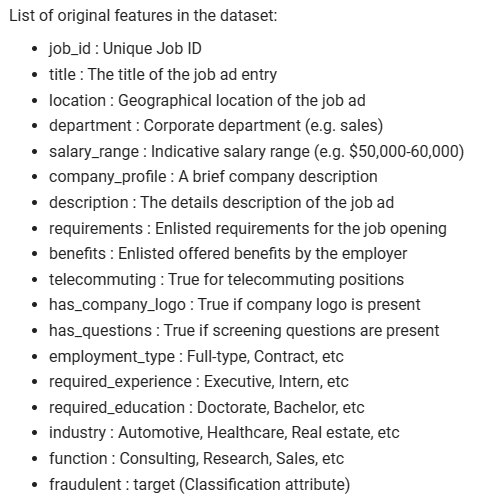 List of original features in the dataset:
• job_id : Unique Job ID
• title : The title of the job ad entry
• location : Geographical location of the job ad
• department : Corporate department (e.g. sales)
• salary_range : Indicative salary range (e.g. $50,000-60,000)
• company_profile : A brief company description
• description : The details description of the job ad
• requirements : Enlisted requirements for the job opening
• benefits : Enlisted offered benefits by the employer
• telecommuting : True for telecommuting positions
• has_company_logo : True if company logo is present
• has_questions : True if screening questions are present
• employment_type : Full-type, Contract, etc
• required_experience : Executive, Intern, etc
• required_education : Doctorate, Bachelor, etc
• industry : Automotive, Healthcare, Real estate, etc
• function : Consulting, Research, Sales, etc
• fraudulent : target (Classification attribute)